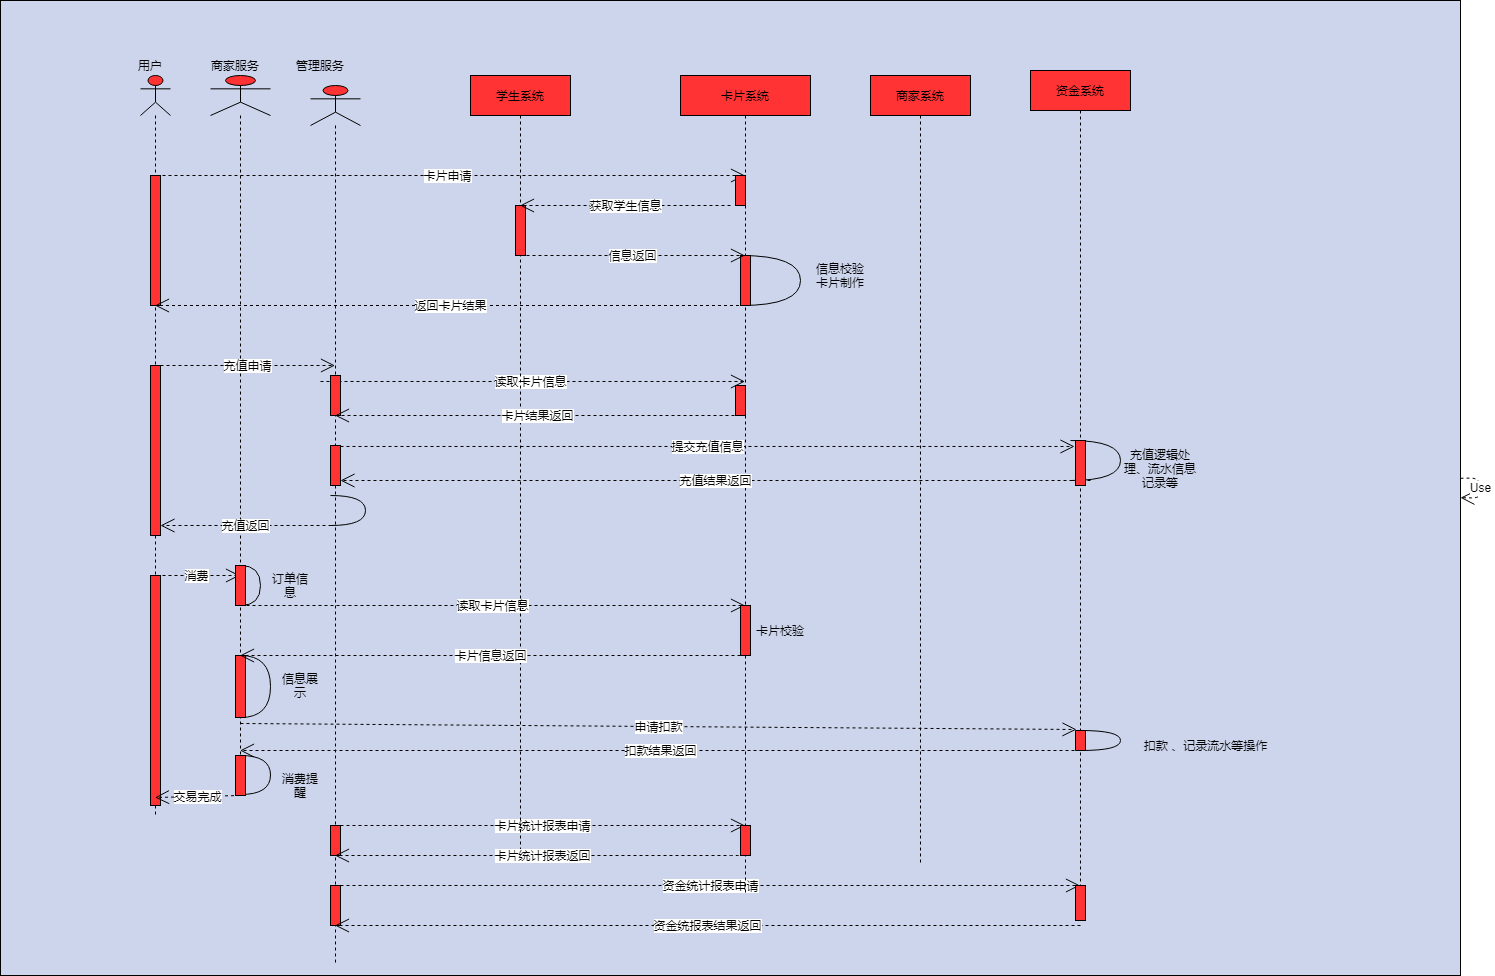 用户
商家服务
管理服务
学生系统
卡片系统
商家系统
资金系统
卡片申请
获取学生信息
信息返回
信息校验
卡片制作
返回卡片结果
充值申请
读取卡片信息
卡片结果返回
提交充值信息
充值逻辑处
理、流水信息
记录等
充值结果返回
Use
充值返回
消费
订单信
息
读取卡片信息
卡片校验
卡片信息返回
信息展
示
申请扣款
扣款结果返回
扣款 、记录流水等操作
消费提
醒
交易完成
卡片统计报表申请
卡片统计报表返回
资金统计报表申请
资金统报表结果返回